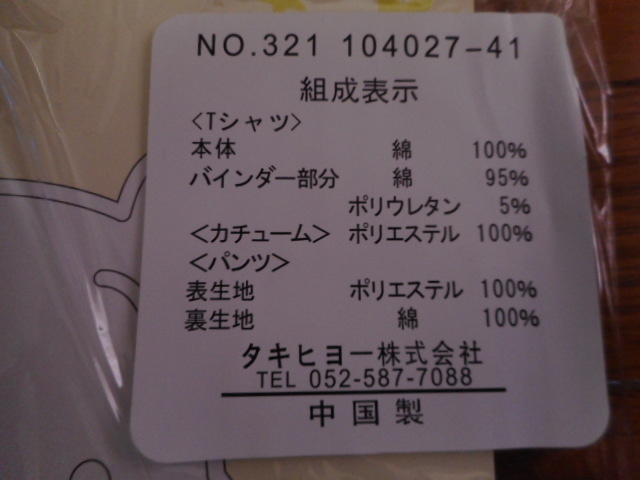 NO.321 104027-41
組成表示
<Tシャツ>
本体 綿 100%
バインダー部分 綿 95%
ポリウレタン 5%
<カチューム> ポリエステル 100%
<パンツ>
表生地 ポリエステル 100%
裏生地 綿 100%
タキヒヨー株式会社
TEL 052-587-7088
中国製